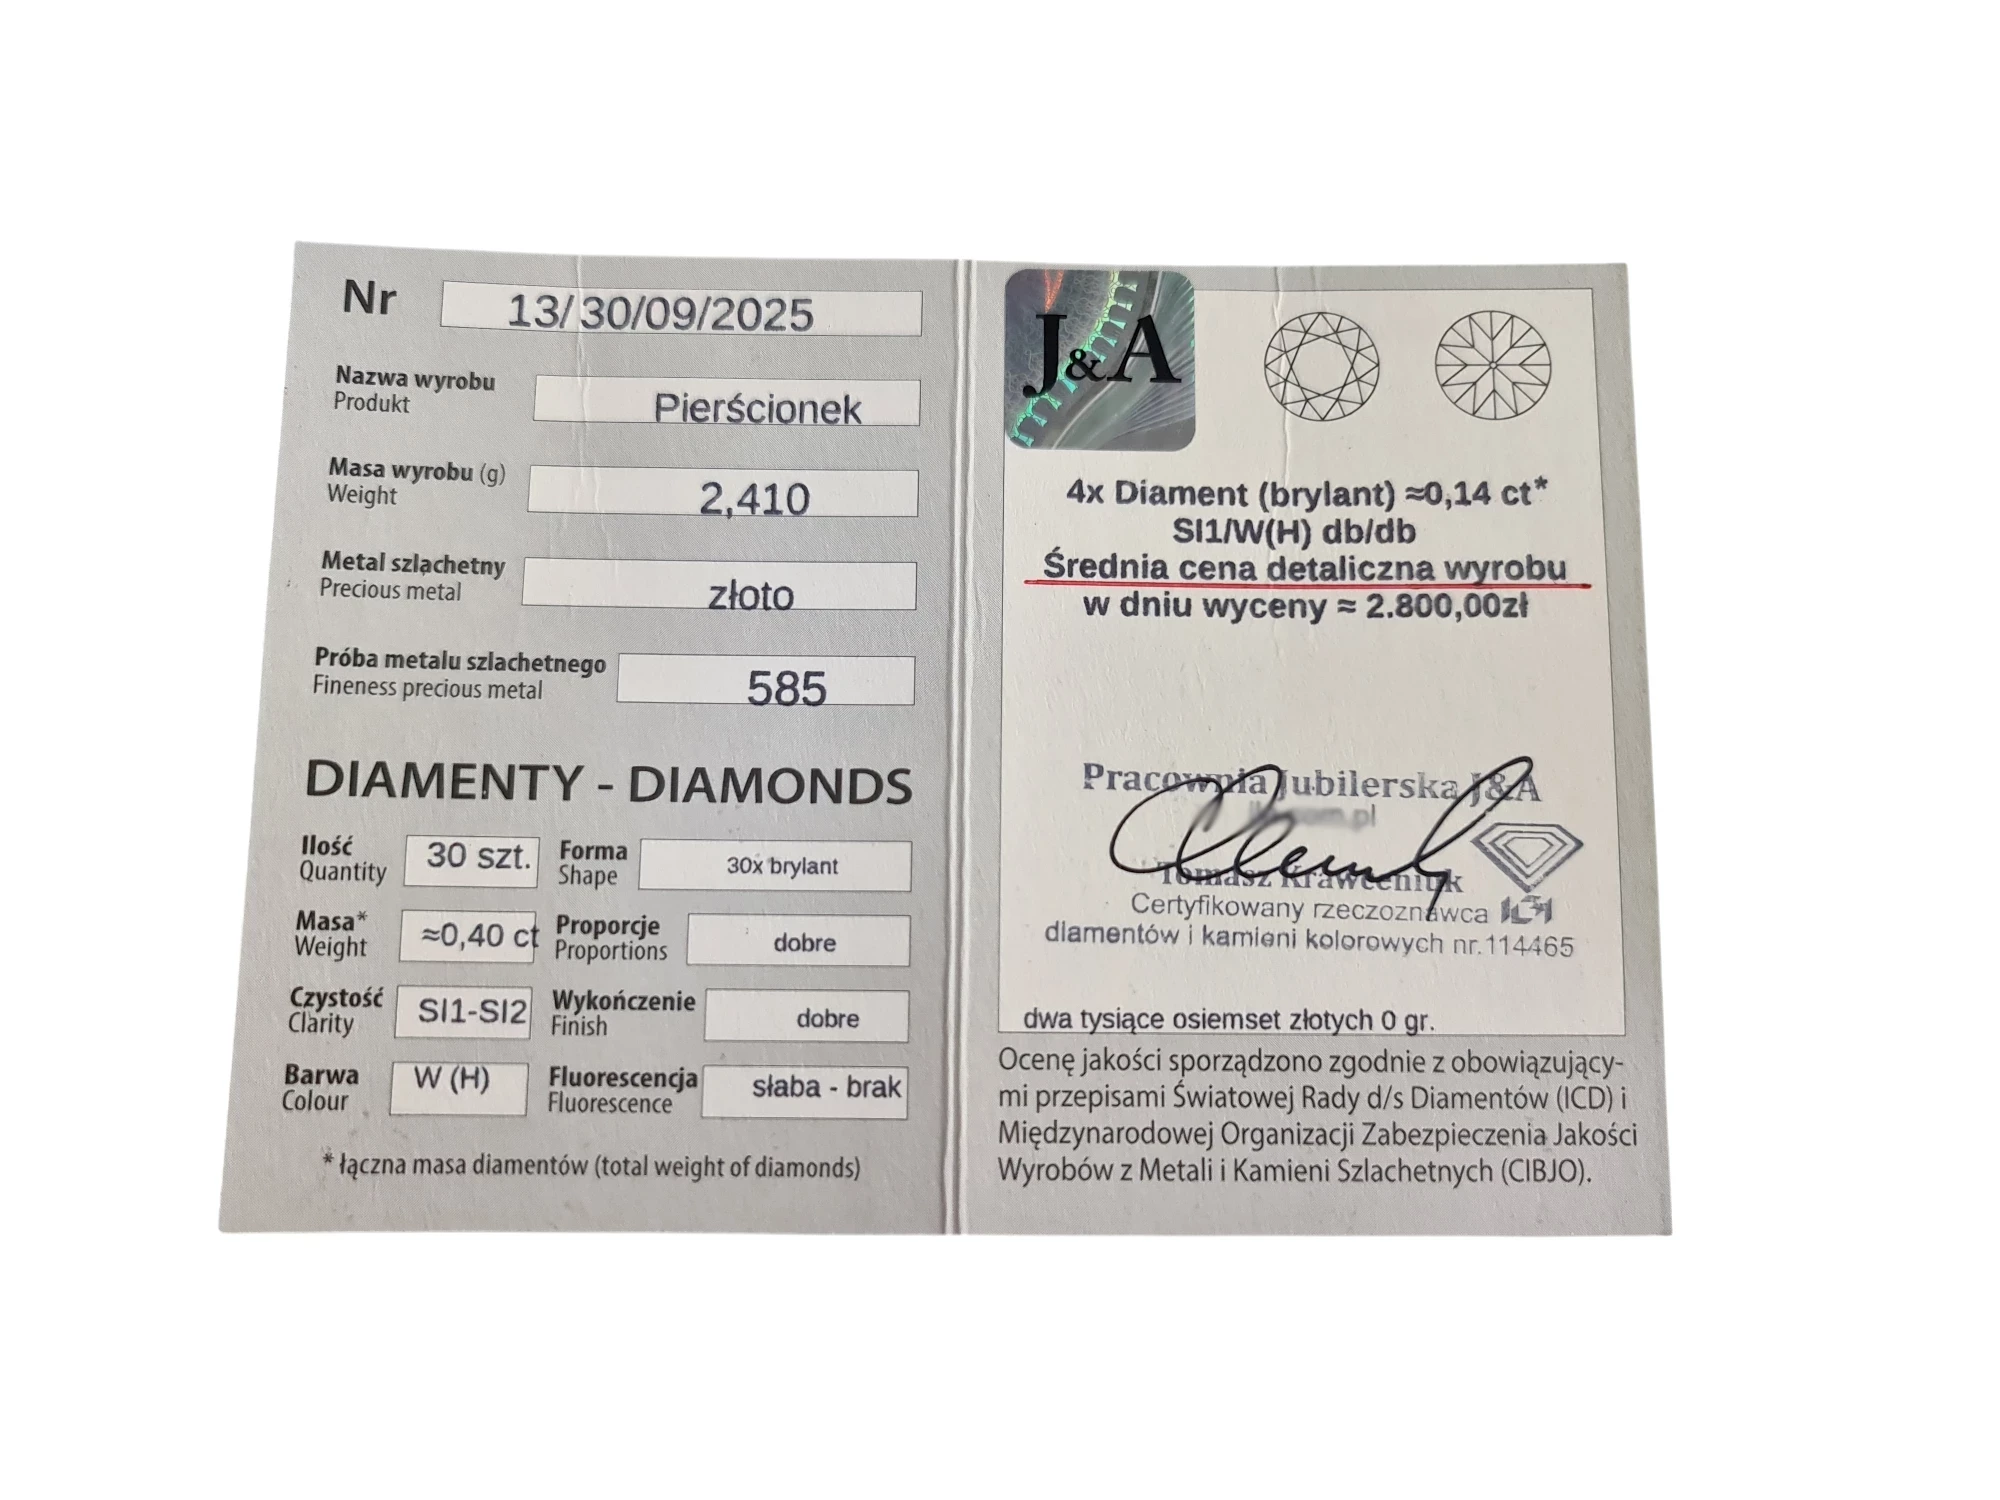 Nr 13/30/09/2025
Nazwa wyrobu
Produkt
Pierścionek
Masa wyrobu (g)
Weight
2,410
Metal szlachetny
Precious metal
złoto
Próba metalu szlachetnego
Fineness precious metal
585
DIAMENTY - DIAMONDS
Ilość
Quantity
30 szt.
Forma
Shape
30x brylant
Masa*
Weight
≈0,40 ct
Proporcje
Proportions
dobre
Czystość
Clarity
SI1-SI2
Wykończenie
Finish
dobre
Barwa
Colour
W (H)
Fluorescencja
Fluorescence
słaba - brak
* łączna masa diamentów (total weight of diamonds)
J&A
4x Diament (brylant) ≈0,14 ct*
SI1/W(H) db/db
Średnia cena detaliczna wyrobu
w dniu wyceny ≈ 2.800,00zł
Pracownia Jubilerska J&A
Tomasz Krawceniuk
Certyfikowany rzeczoznawca
diamentów i kamieni kolorowych nr.114465
dwa tysiące osiemset złotych 0 gr.
Ocenę jakości sporządzono zgodnie z obowiązujący-
mi przepisami Światowej Rady d/s Diamentów (ICD) i
Międzynarodowej Organizacji Zabezpieczenia Jakości
Wyrobów z Metali i Kamieni Szlachetnych (CIBJO).